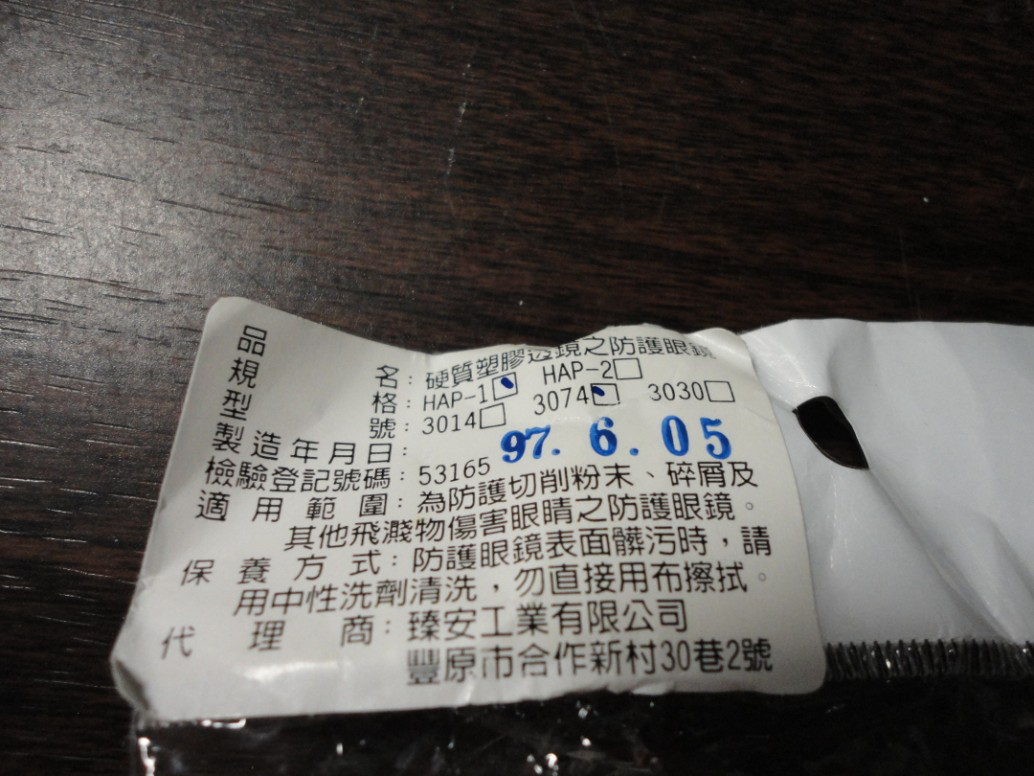 品名：硬質塑膠透鏡之防護眼鏡
規格：HAP-1☑ HAP-2□
型號：3014□ 3074☑ 3030□
製造年月日：97. 6. 05
檢驗登記號碼：53165
適用範圍：為防護切削粉末、碎屑及
其他飛濺物傷害眼睛之防護眼鏡。
保養方式：防護眼鏡表面髒污時，請
用中性洗劑清洗，勿直接用布擦拭。
代理商：臻安工業有限公司
豐原市合作新村30巷2號